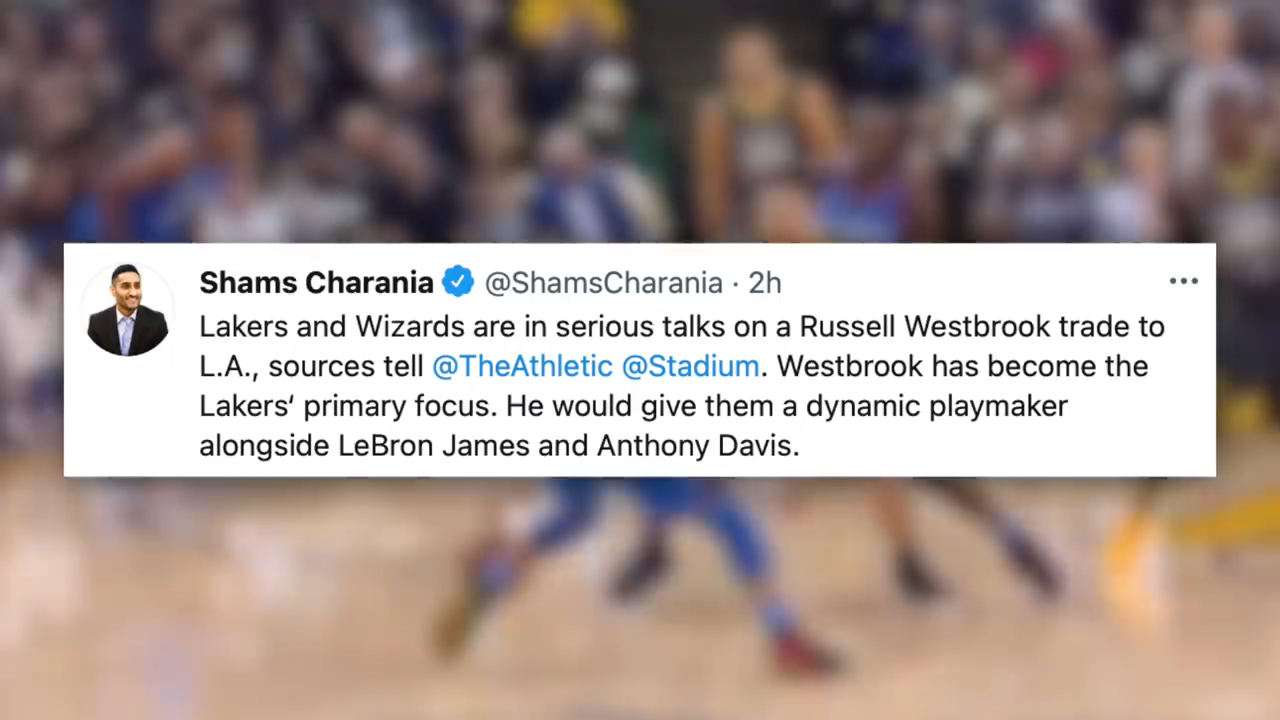 Shams Charania @ShamsCharania · 2h
Lakers and Wizards are in serious talks on a Russell Westbrook trade to
L.A., sources tell @TheAthletic @Stadium. Westbrook has become the
Lakers‘ primary focus. He would give them a dynamic playmaker
alongside LeBron James and Anthony Davis.